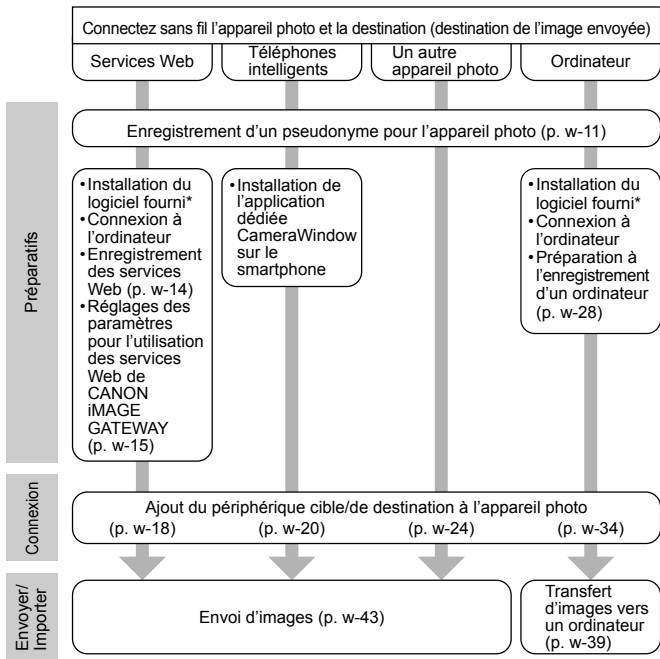 Connectez sans fil l'appareil photo et la destination (destination de l'image envoyée)
Services Web
Téléphones
intelligents
Un autre
appareil photo
Ordinateur
Préparatifs
Enregistrement d'un pseudonyme pour l'appareil photo (p. w-11)
•Installation du
logiciel fourni*
•Connexion à
l'ordinateur
•Enregistrement
des services
Web (p. w-14)
•Réglages des
paramètres
pour l'utilisation
des services
Web de
CANON
iMAGE
GATEWAY
(p. w-15)
•Installation de
l'application
dédiée
CameraWindow
sur le
smartphone
•Installation du
logiciel fourni*
•Connexion à
l'ordinateur
•Préparation à
l'enregistrement
d'un ordinateur
(p. w-28)
Connexion
Ajout du périphérique cible/de destination à l'appareil photo
(p. w-18)
(p. w-20)
(p. w-24)
(p. w-34)
Envoyer/
Importer
Envoi d'images (p. w-43)
Transfert
d'images vers
un ordinateur
(p. w-39)